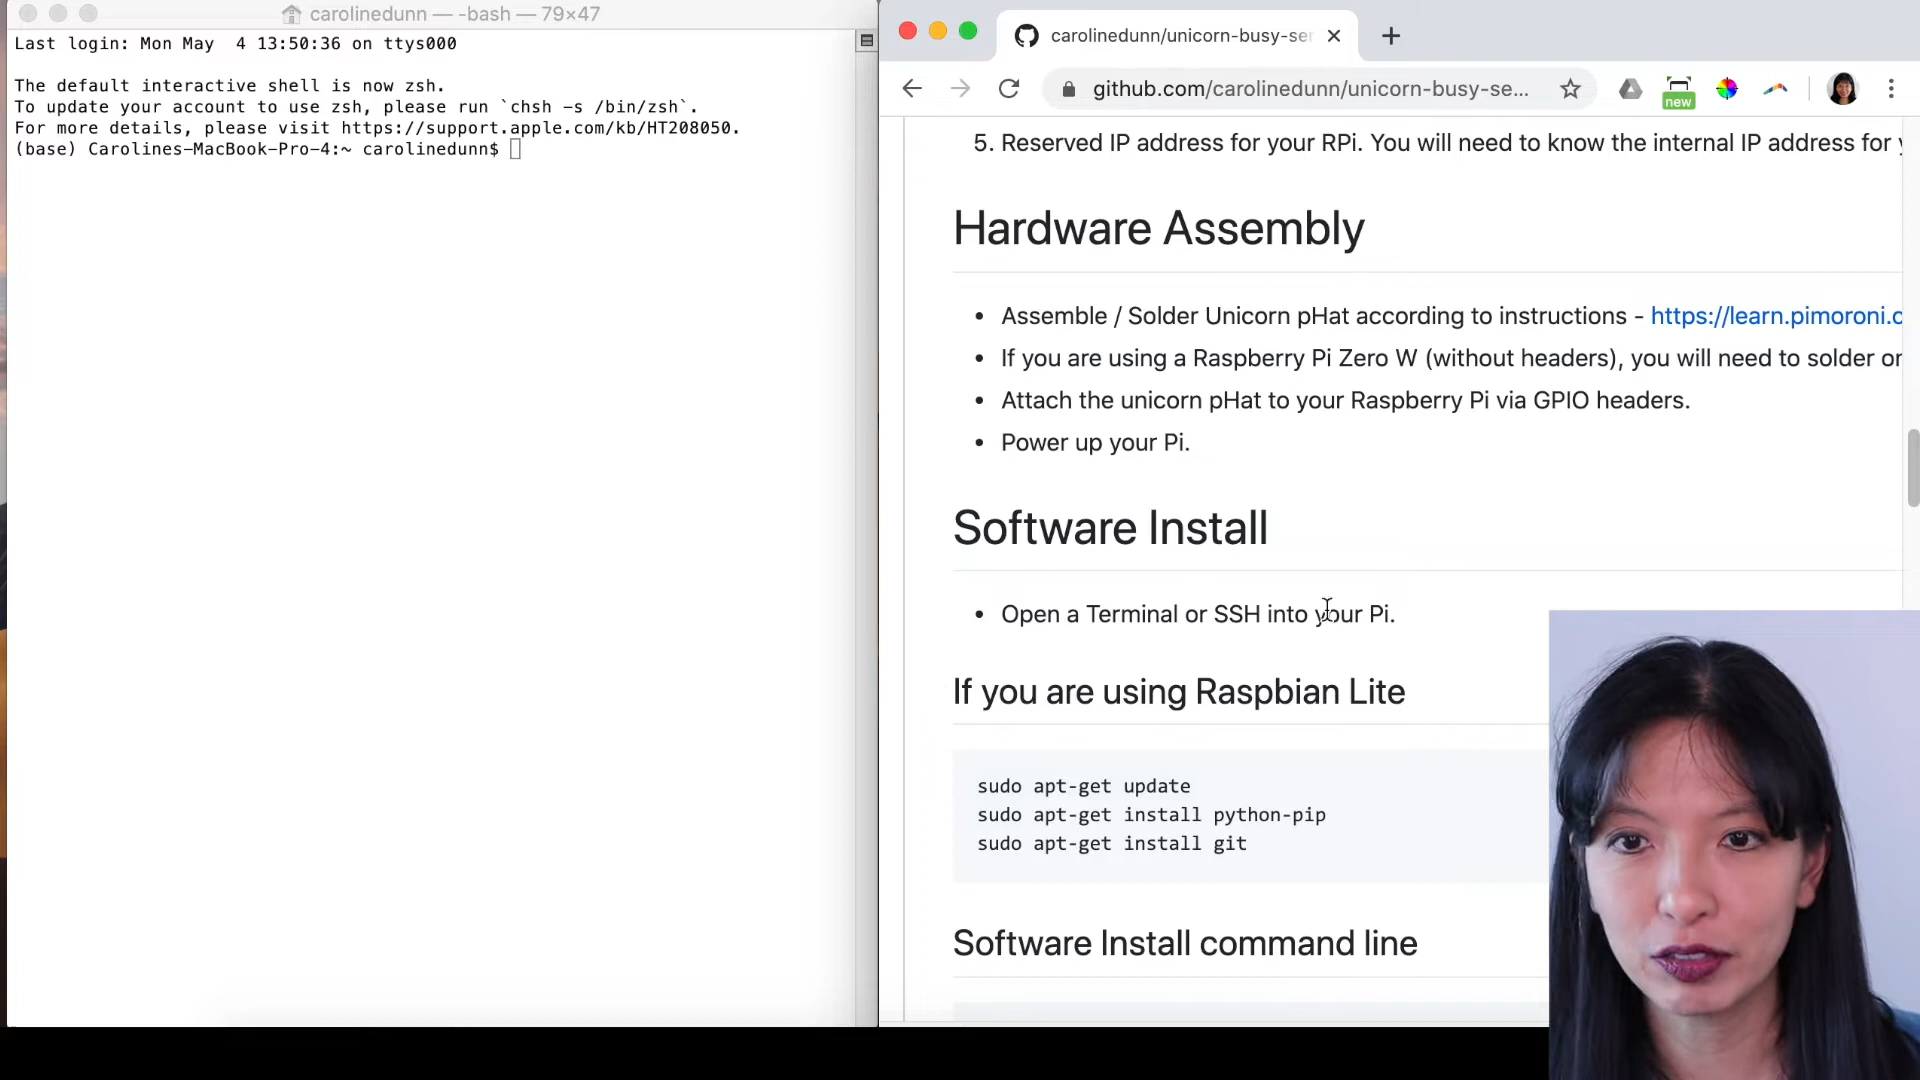 carolinedunn — -bash — 79×47
Last login: Mon May  4 13:50:36 on ttys000
The default interactive shell is now zsh.
To update your account to use zsh, please run `chsh -s /bin/zsh`.
For more details, please visit https://support.apple.com/kb/HT208050.
(base) Carolines-MacBook-Pro-4:~ carolinedunn$
carolinedunn/unicorn-busy-ser
github.com/carolinedunn/unicorn-busy-se...
new
5. Reserved IP address for your RPi. You will need to know the internal IP address for
Hardware Assembly
• Assemble / Solder Unicorn pHat according to instructions - https://learn.pimoroni.c
• If you are using a Raspberry Pi Zero W (without headers), you will need to solder on
• Attach the unicorn pHat to your Raspberry Pi via GPIO headers.
• Power up your Pi.
Software Install
• Open a Terminal or SSH into your Pi.
If you are using Raspbian Lite
sudo apt-get update
sudo apt-get install python-pip
sudo apt-get install git
Software Install command line